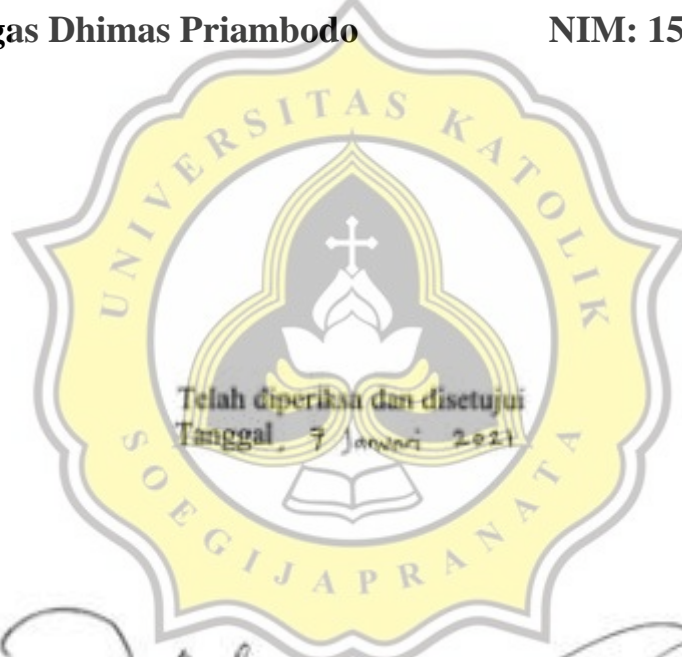 gas Dhimas Priambodo NIM: 15
UNIVERSITAS KATOLIK
Telah diperiksa dan disetujui
Tanggal, 7 Januari 2021
SOEGIJAPRANATA